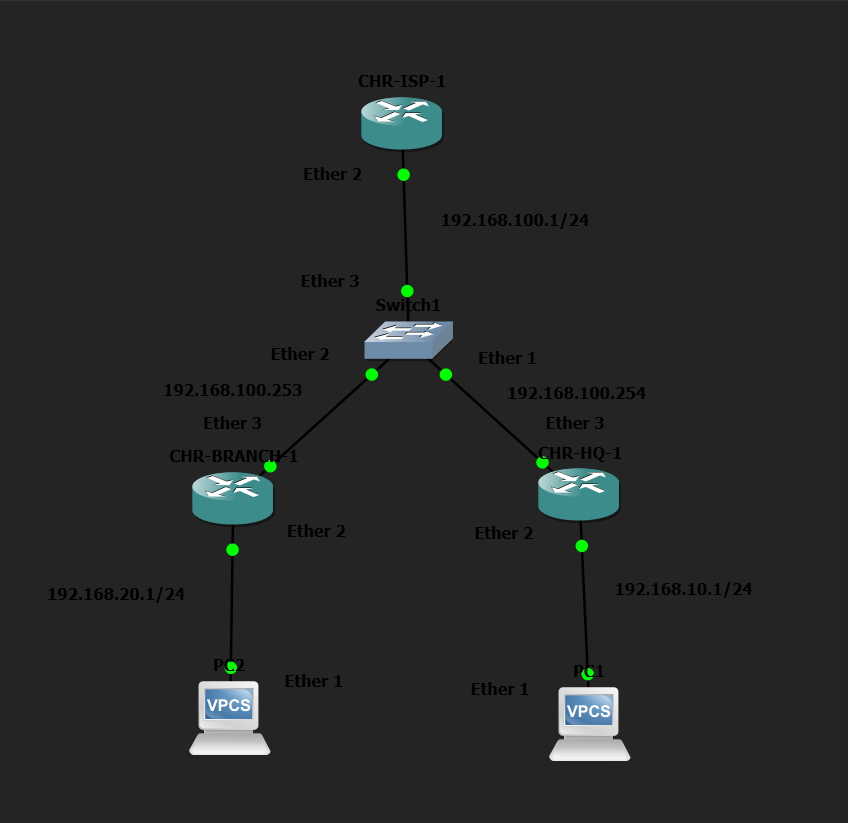 CHR-ISP-1
Ether 2
192.168.100.1/24
Ether 3
Switch1
Ether 2
Ether 1
192.168.100.253
192.168.100.254
Ether 3
Ether 3
CHR-BRANCH-1
CHR-HQ-1
Ether 2
Ether 2
192.168.20.1/24
192.168.10.1/24
PC2
PC1
Ether 1
Ether 1
VPCS
VPCS